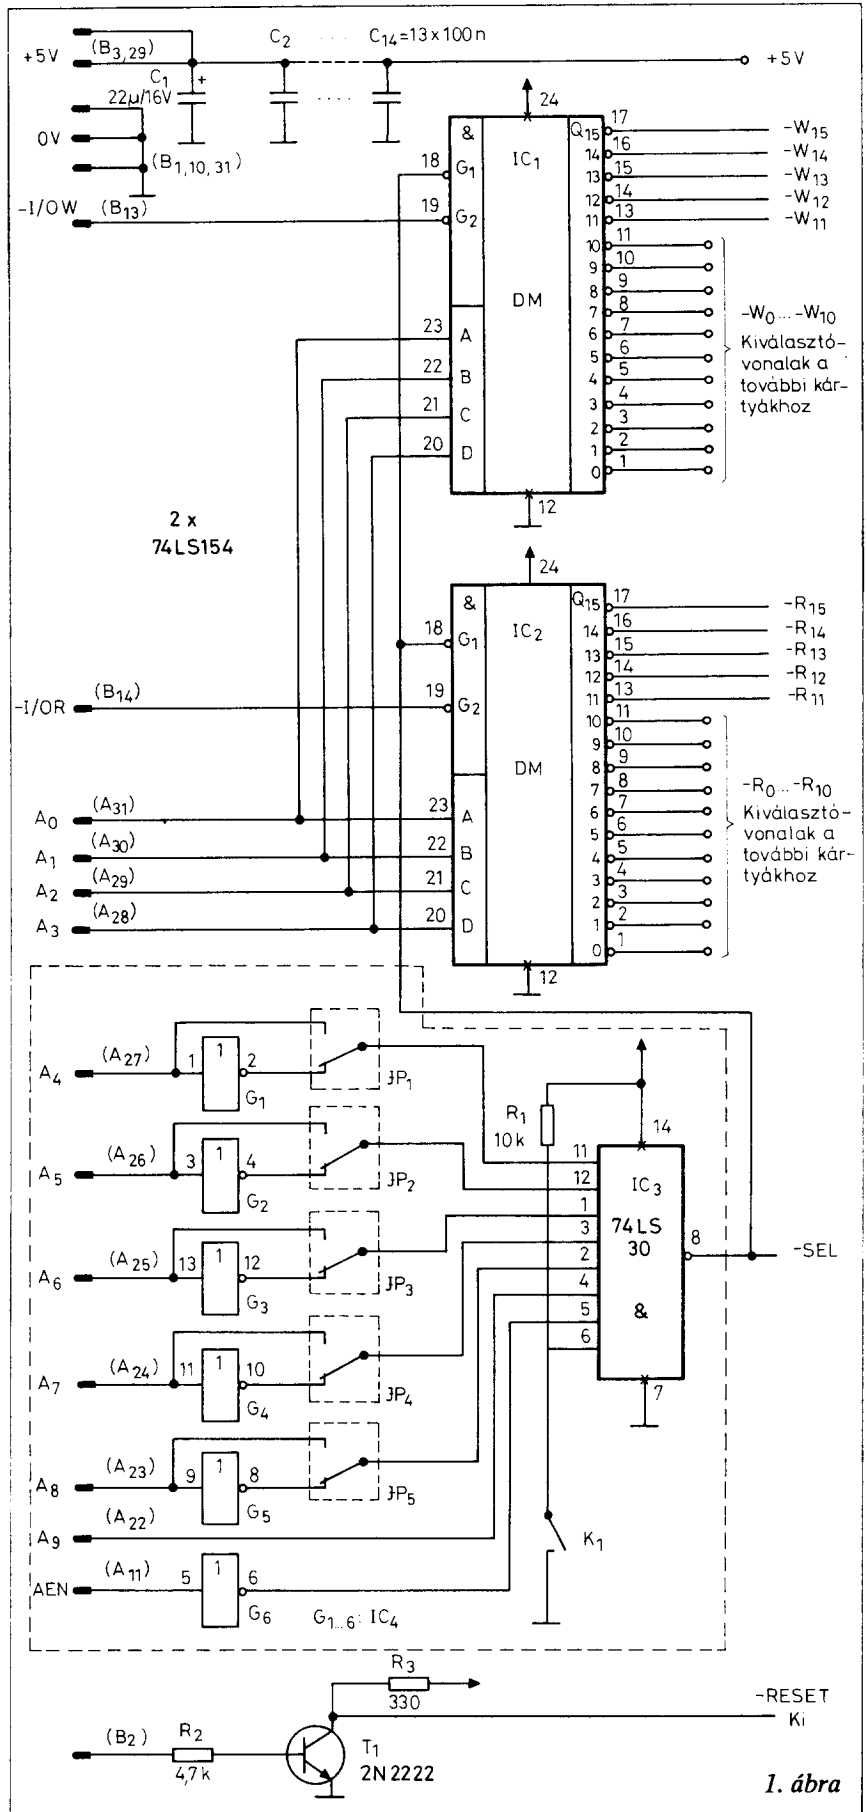 +5V (B3,29) C1 + 22µ/16V C2 .... C14=13x100n +5V
0V (B1,10,31)
-I/OW (B13)
24
& IC1 DM
18 G1
19 G2
23 A
22 B
21 C
20 D
12
Q15 17 -W15
14 16 -W14
13 15 -W13
12 14 -W12
11 13 -W11
10 11
9 10
8 9
7 8
6 7
5 6
4 5
3 4
2 3
1 2
0 1
-W0...-W10
Kiválasztó-
vonalak a
további kár-
tyákhoz
2 x
74LS154
24
& IC2 DM
18 G1
19 G2
23 A
22 B
21 C
20 D
12
Q15 17 -R15
14 16 -R14
13 15 -R13
12 14 -R12
11 13 -R11
10 11
9 10
8 9
7 8
6 7
5 6
4 5
3 4
2 3
1 2
0 1
-R0...-R10
Kiválasztó-
vonalak a
további kár-
tyákhoz
-I/OR (B14)
A0 (A31)
A1 (A30)
A2 (A29)
A3 (A28)
A4 (A27) 1 1 2 G1 JP1
A5 (A26) 3 1 4 G2 JP2
A6 (A25) 13 1 12 G3 JP3
A7 (A24) 11 1 10 G4 JP4
A8 (A23) 9 1 8 G5 JP5
A9 (A22)
AEN (A11) 5 1 6 G6
G1...6: IC4
R1
10k
14
11
12
1
3
2
4
5
6
IC3
74LS
30
&
8 -SEL
7
K1
R3
330
-RESET
Ki
(B2) R2
4,7k
T1
2N2222
1. ábra